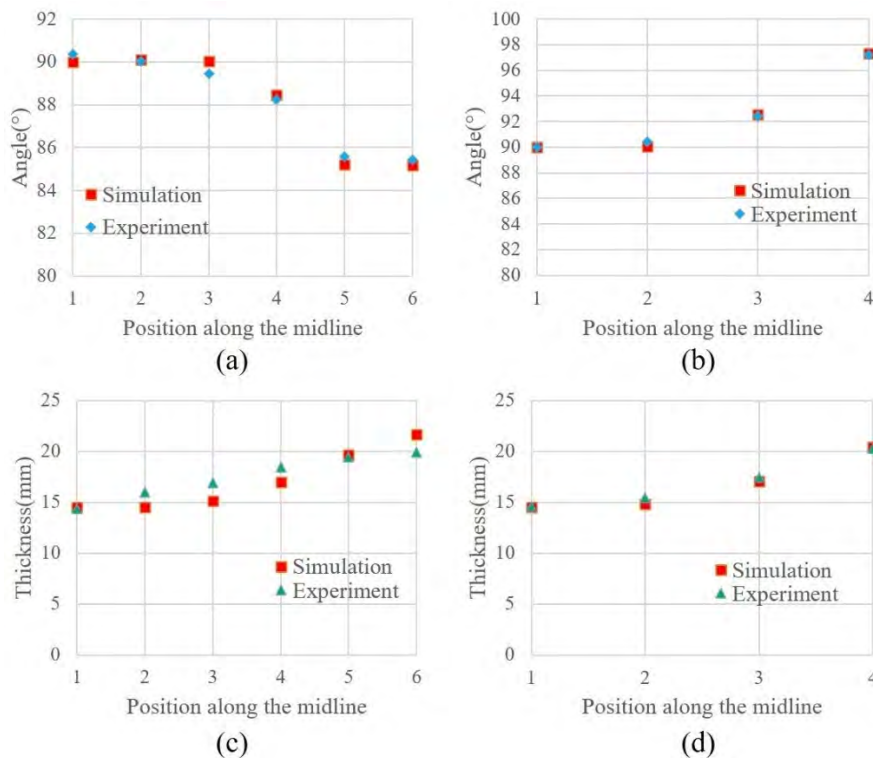 92
90
88
86
84
82
80
Angle(°)
Simulation
Experiment
1 2 3 4 5 6
Position along the midline
(a)
100
98
96
94
92
90
88
86
84
82
80
Angle(°)
Simulation
Experiment
1 2 3 4
Position along the midline
(b)
25
20
15
10
5
0
Thickness(mm)
Simulation
Experiment
1 2 3 4 5 6
Position along the midline
(c)
25
20
15
10
5
0
Thickness(mm)
Simulation
Experiment
1 2 3 4
Position along the midline
(d)